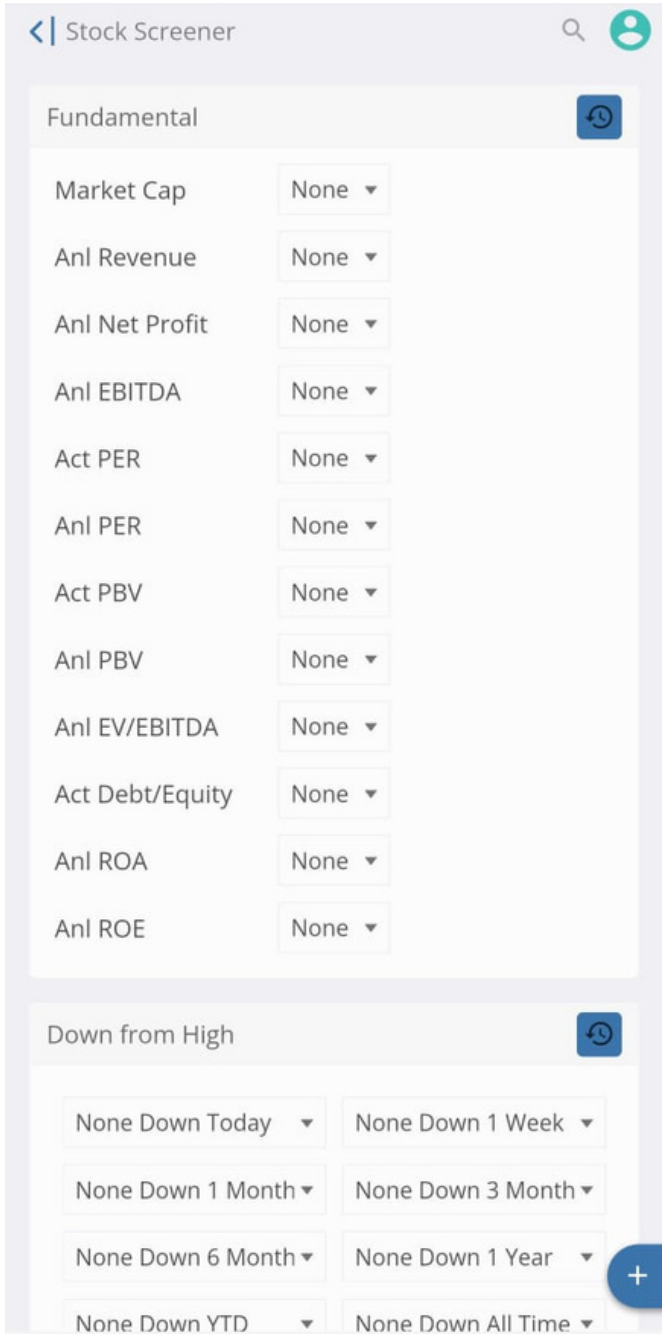 Stock Screener
Fundamental
Market Cap None
Anl Revenue None
Anl Net Profit None
Anl EBITDA None
Act PER None
Anl PER None
Act PBV None
Anl PBV None
Anl EV/EBITDA None
Act Debt/Equity None
Anl ROA None
Anl ROE None
Down from High
None Down Today None Down 1 Week
None Down 1 Month None Down 3 Month
None Down 6 Month None Down 1 Year
None Down YTD None Down All Time